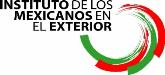 INSTITUTO DE LOS
MEXICANOS EN
EL EXTERIOR